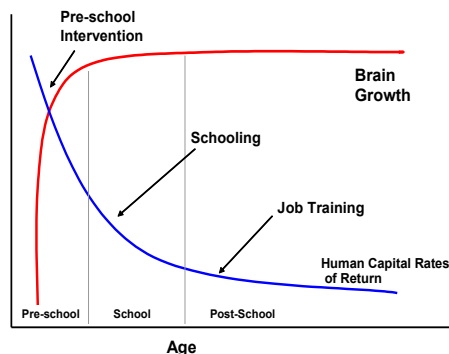 Pre-school
Intervention
Brain
Growth
Schooling
Job Training
Human Capital Rates
of Return
Pre-school
School
Post-School
Age